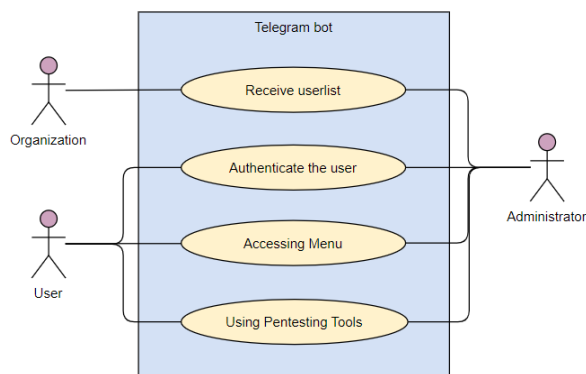 Telegram bot
Receive userlist
Organization
Authenticate the user
Administrator
Accessing Menu
User
Using Pentesting Tools